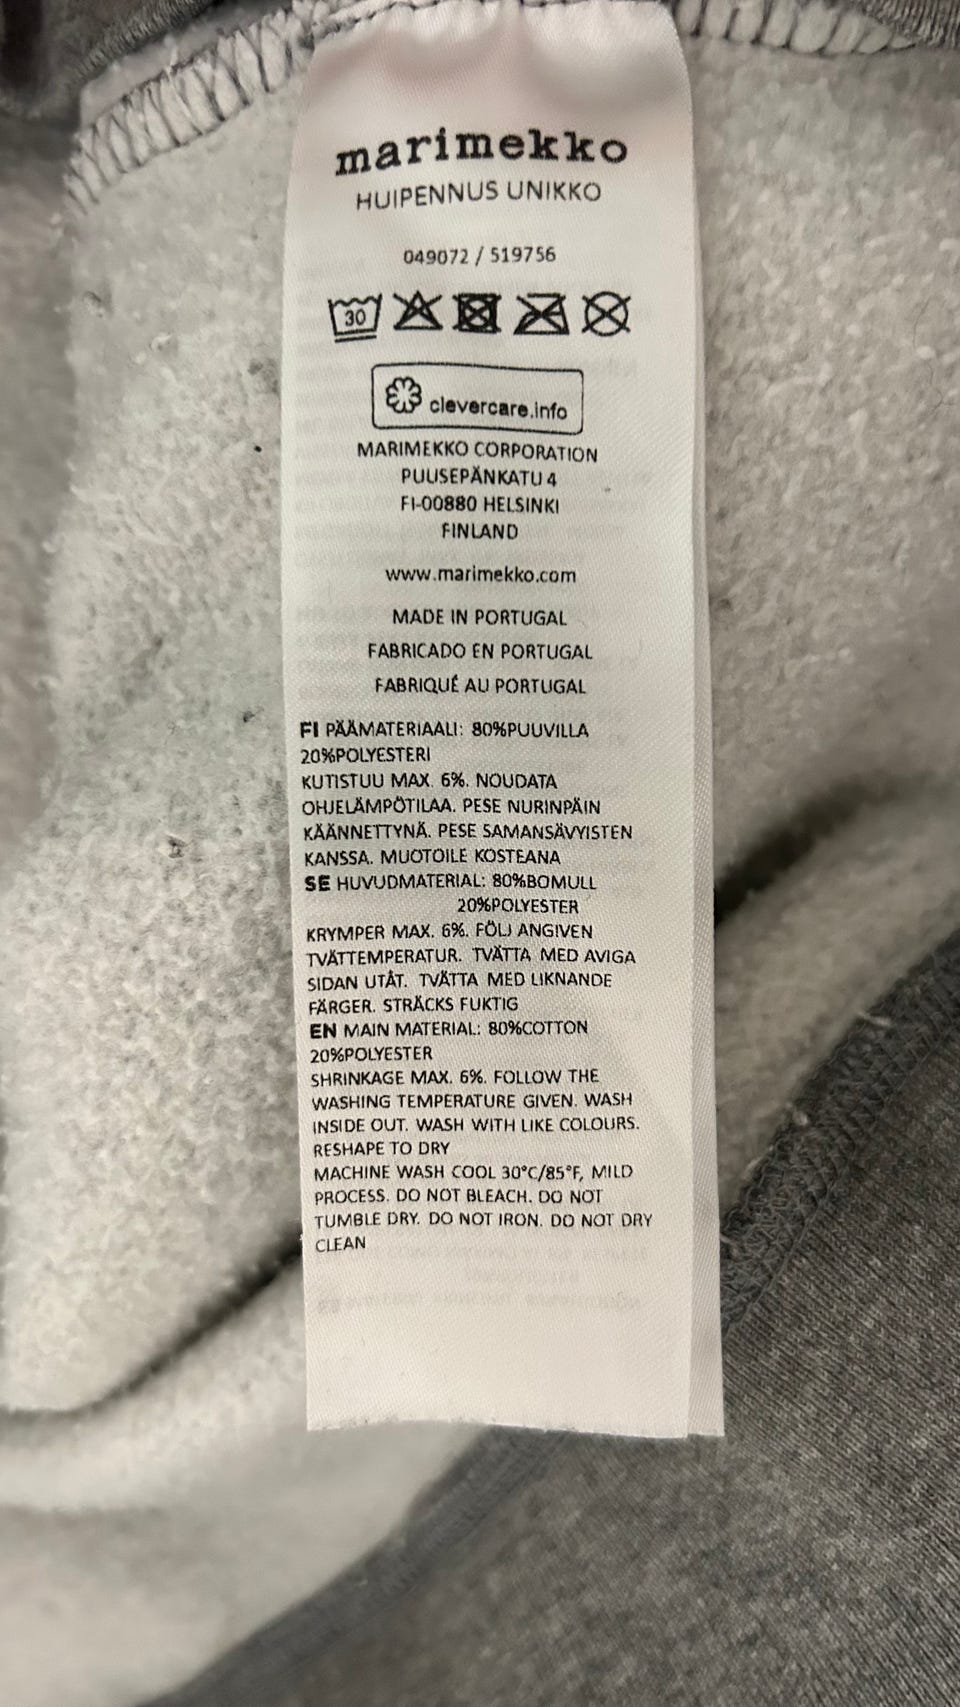 marimekko
HUIPENNUS UNIKKO
049072 / 519756
30
clevercare.info
MARIMEKKO CORPORATION
PUUSEPÄNKATU 4
FI-00880 HELSINKI
FINLAND
www.marimekko.com
MADE IN PORTUGAL
FABRICADO EN PORTUGAL
FABRIQUÉ AU PORTUGAL
FI PÄÄMATERIAALI: 80%PUUVILLA
20%POLYESTERI
KUTISTUU MAX. 6%. NOUDATA
OHJELÄMPÖTILAA. PESE NURINPÄIN
KÄÄNNETTYNÄ. PESE SAMANSÄVYISTEN
KANSSA. MUOTOILE KOSTEANA
SE HUVUDMATERIAL: 80%BOMULL
20%POLYESTER
KRYMPER MAX. 6%. FÖLJ ANGIVEN
TVÄTTEMPERATUR. TVÄTTA MED AVIGA
SIDAN UTÅT. TVÄTTA MED LIKNANDE
FÄRGER. STRÄCKS FUKTIG
EN MAIN MATERIAL: 80%COTTON
20%POLYESTER
SHRINKAGE MAX. 6%. FOLLOW THE
WASHING TEMPERATURE GIVEN. WASH
INSIDE OUT. WASH WITH LIKE COLOURS.
RESHAPE TO DRY
MACHINE WASH COOL 30°C/85°F, MILD
PROCESS. DO NOT BLEACH. DO NOT
TUMBLE DRY. DO NOT IRON. DO NOT DRY
CLEAN